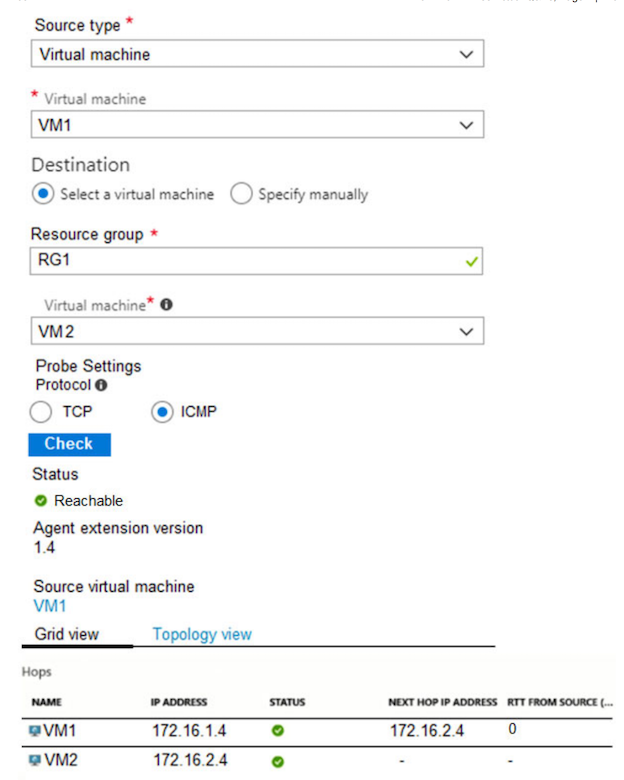 Source type *
Virtual machine
* Virtual machine
VM1
Destination
Select a virtual machine Specify manually
Resource group *
RG1
Virtual machine*
VM2
Probe Settings
Protocol
TCP ICMP
Check
Status
Reachable
Agent extension version
1.4
Source virtual machine
VM1
Grid view Topology view
Hops
NAME IP ADDRESS STATUS NEXT HOP IP ADDRESS RTT FROM SOURCE (...
VM1 172.16.1.4 172.16.2.4 0
VM2 172.16.2.4 - -